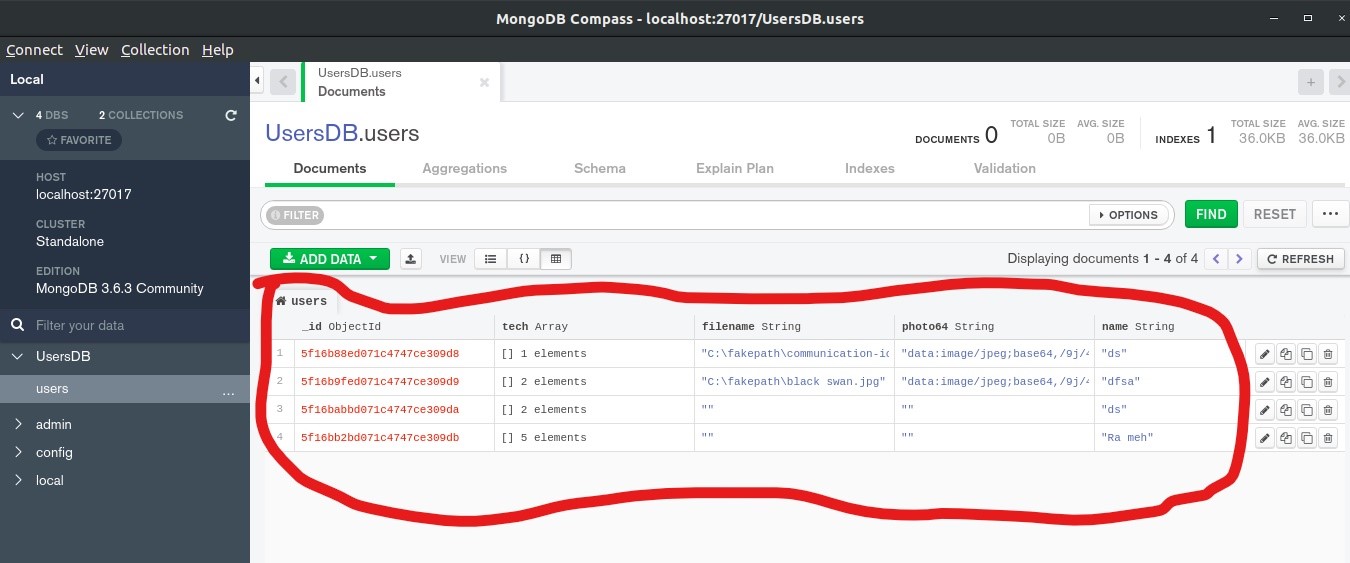 MongoDB Compass - localhost:27017/UsersDB.users
Connect View Collection Help
Local
4 DBS 2 COLLECTIONS
FAVORITE
HOST
localhost:27017
CLUSTER
Standalone
EDITION
MongoDB 3.6.3 Community
Filter your data
UsersDB
users ...
admin
config
local
UsersDB.users
Documents
UsersDB.users
DOCUMENTS 0 TOTAL SIZE 0B AVG. SIZE 0B INDEXES 1 TOTAL SIZE 36.0KB AVG. SIZE 36.0KB
Documents Aggregations Schema Explain Plan Indexes Validation
FILTER OPTIONS FIND RESET ...
ADD DATA VIEW {} Displaying documents 1 - 4 of 4 < > REFRESH
users
_id ObjectId tech Array filename String photo64 String name String
1 5f16b88ed071c4747ce309d8 [] 1 elements "C:\fakepath\communication-ic "data:image/jpeg;base64,/9j/4 "ds"
2 5f16b9fed071c4747ce309d9 [] 2 elements "C:\fakepath\black swan.jpg" "data:image/jpeg;base64,/9j/4 "dfsa"
3 5f16babbd071c4747ce309da [] 2 elements "" "" "ds"
4 5f16bb2bd071c4747ce309db [] 5 elements "" "" "Ra meh"